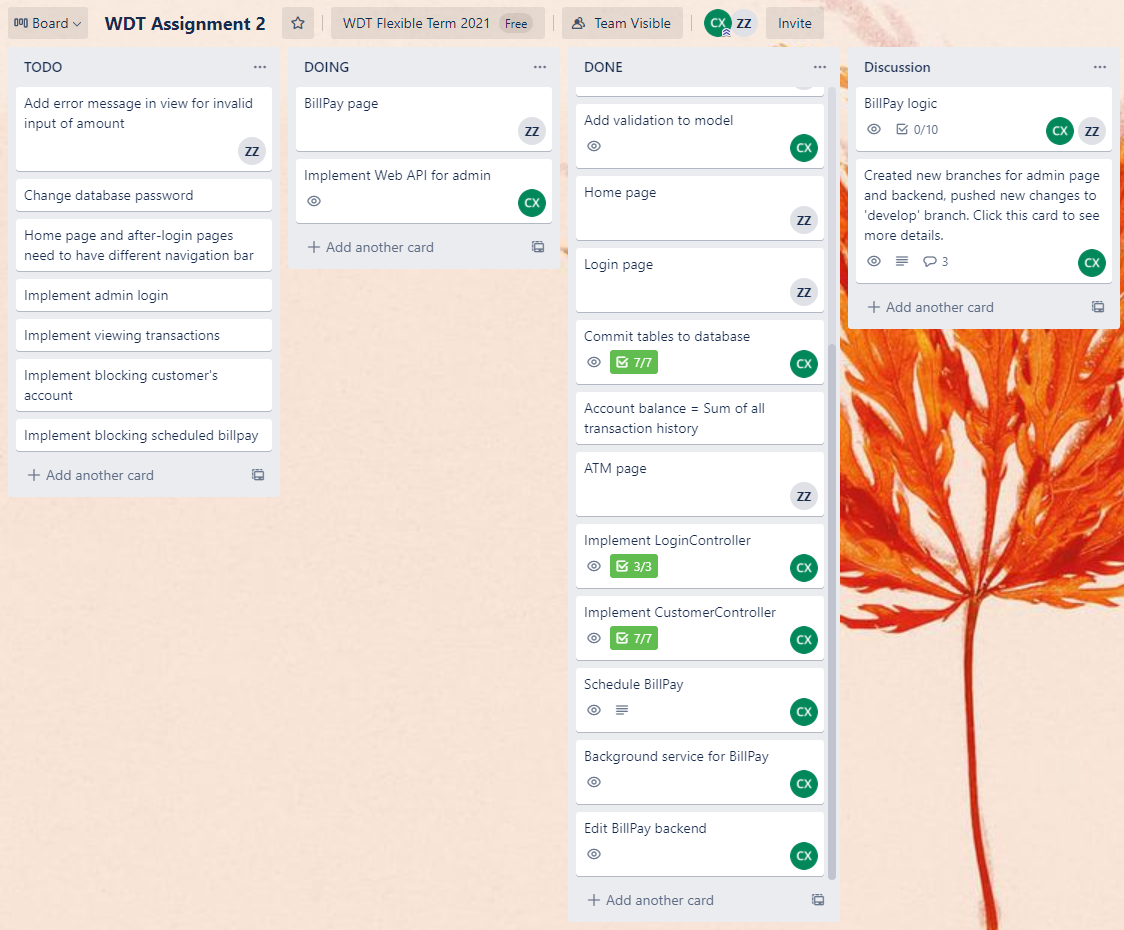 Board
WDT Assignment 2
WDT Flexible Term 2021 Free
Team Visible
CX ZZ
Invite
TODO
Add error message in view for invalid
input of amount
ZZ
Change database password
Home page and after-login pages
need to have different navigation bar
Implement admin login
Implement viewing transactions
Implement blocking customer's
account
Implement blocking scheduled billpay
+ Add another card
DOING
BillPay page
ZZ
Implement Web API for admin
CX
+ Add another card
DONE
Add validation to model
CX
Home page
ZZ
Login page
ZZ
Commit tables to database
7/7
CX
Account balance = Sum of all
transaction history
ATM page
ZZ
Implement LoginController
3/3
CX
Implement CustomerController
7/7
CX
Schedule BillPay
CX
Background service for BillPay
CX
Edit BillPay backend
CX
+ Add another card
Discussion
BillPay logic
0/10
CX ZZ
Created new branches for admin page
and backend, pushed new changes to
'develop' branch. Click this card to see
more details.
3
CX
+ Add another card